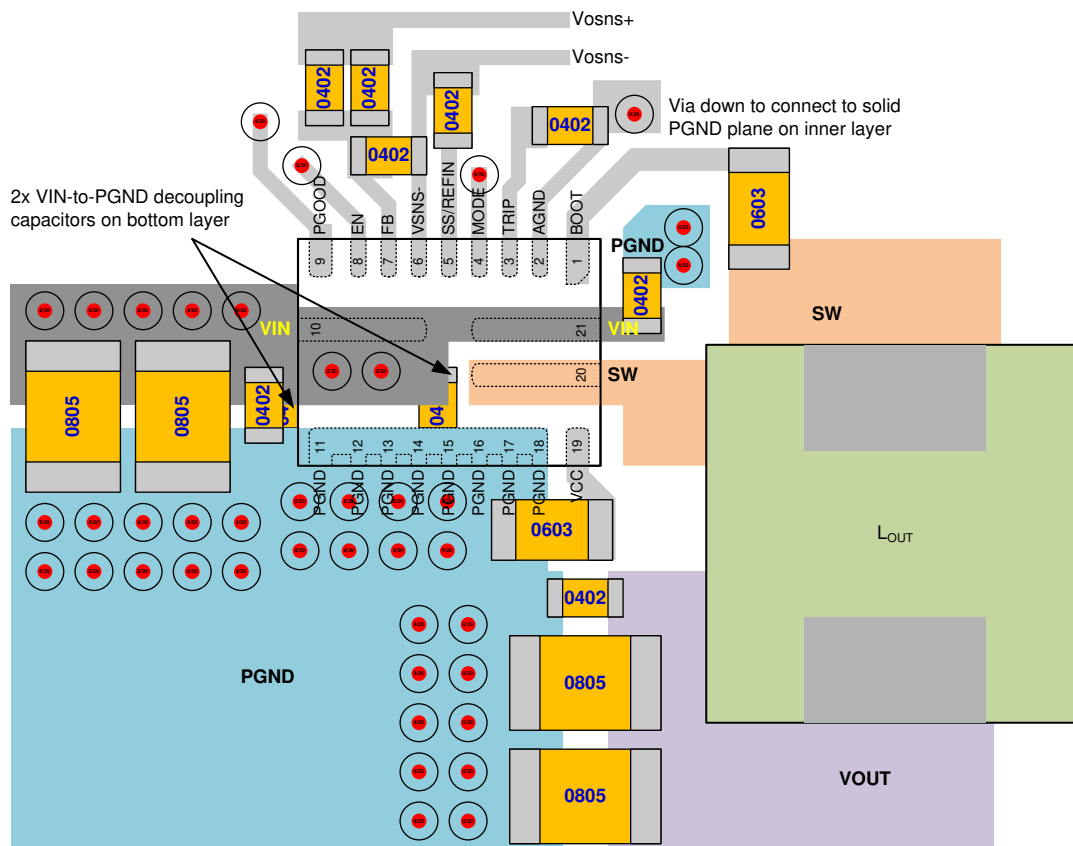 Vosns+
Vosns-
0402
0402
0402
0402
0402
Via down to connect to solid
PGND plane on inner layer
2x VIN-to-PGND decoupling
capacitors on bottom layer
PGOOD
EN
FB
VSNS-
SS/REFIN
MODE
TRIP
AGND
BOOT
0603
9
8
7
6
5
4
3
2
1
PGND
0402
SW
VIN
10
21
VIN
20
SW
0805
0805
0402
04
04
11
12
13
14
15
16
17
18
19
PGND
PGND
PGND
PGND
PGND
PGND
PGND
PGND
VCC
0603
LOUT
0402
PGND
0805
VOUT
0805